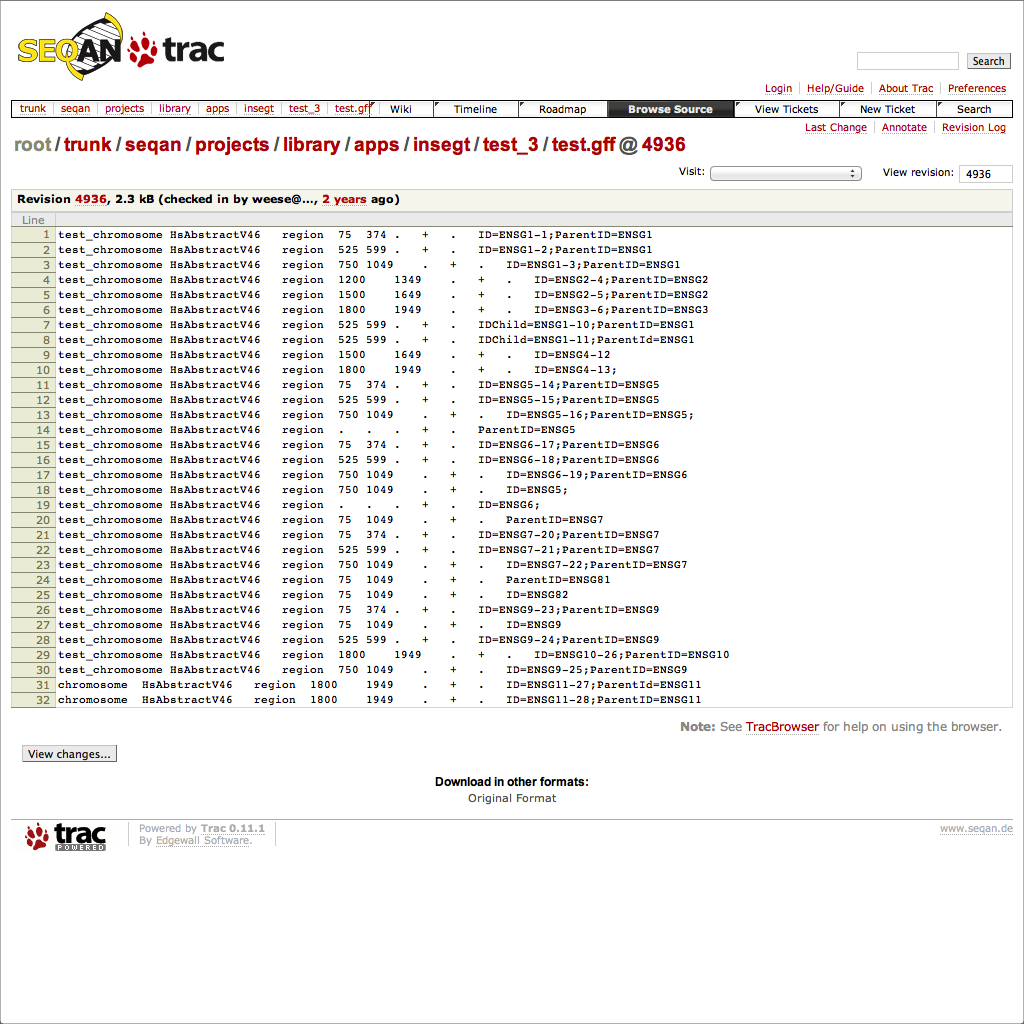 SEQAN trac
Search
Login Help/Guide About Trac Preferences
trunk seqan projects library apps insegt test_3 test.gff Wiki Timeline Roadmap Browse Source View Tickets New Ticket Search
Last Change Annotate Revision Log
root/trunk/seqan/projects/library/apps/insegt/test_3/test.gff @ 4936
Visit: View revision: 4936
Revision 4936, 2.3 kB (checked in by weese@..., 2 years ago)
Line
1 test_chromosome HsAbstractV46 region 75 374 . + . ID=ENSG1-1;ParentID=ENSG1
2 test_chromosome HsAbstractV46 region 525 599 . + . ID=ENSG1-2;ParentID=ENSG1
3 test_chromosome HsAbstractV46 region 750 1049 . + . ID=ENSG1-3;ParentID=ENSG1
4 test_chromosome HsAbstractV46 region 1200 1349 . + . ID=ENSG2-4;ParentID=ENSG2
5 test_chromosome HsAbstractV46 region 1500 1649 . + . ID=ENSG2-5;ParentID=ENSG2
6 test_chromosome HsAbstractV46 region 1800 1949 . + . ID=ENSG3-6;ParentID=ENSG3
7 test_chromosome HsAbstractV46 region 525 599 . + . IDChild=ENSG1-10;ParentID=ENSG1
8 test_chromosome HsAbstractV46 region 525 599 . + . IDChild=ENSG1-11;ParentId=ENSG1
9 test_chromosome HsAbstractV46 region 1500 1649 . + . ID=ENSG4-12
10 test_chromosome HsAbstractV46 region 1800 1949 . + . ID=ENSG4-13;
11 test_chromosome HsAbstractV46 region 75 374 . + . ID=ENSG5-14;ParentID=ENSG5
12 test_chromosome HsAbstractV46 region 525 599 . + . ID=ENSG5-15;ParentID=ENSG5
13 test_chromosome HsAbstractV46 region 750 1049 . + . ID=ENSG5-16;ParentID=ENSG5;
14 test_chromosome HsAbstractV46 region . . . + . ParentID=ENSG5
15 test_chromosome HsAbstractV46 region 75 374 . + . ID=ENSG6-17;ParentID=ENSG6
16 test_chromosome HsAbstractV46 region 525 599 . + . ID=ENSG6-18;ParentID=ENSG6
17 test_chromosome HsAbstractV46 region 750 1049 . + . ID=ENSG6-19;ParentID=ENSG6
18 test_chromosome HsAbstractV46 region 750 1049 . + . ID=ENSG5;
19 test_chromosome HsAbstractV46 region . . . + . ID=ENSG6;
20 test_chromosome HsAbstractV46 region 75 1049 . + . ParentID=ENSG7
21 test_chromosome HsAbstractV46 region 75 374 . + . ID=ENSG7-20;ParentID=ENSG7
22 test_chromosome HsAbstractV46 region 525 599 . + . ID=ENSG7-21;ParentID=ENSG7
23 test_chromosome HsAbstractV46 region 750 1049 . + . ID=ENSG7-22;ParentID=ENSG7
24 test_chromosome HsAbstractV46 region 75 1049 . + . ParentID=ENSG81
25 test_chromosome HsAbstractV46 region 75 1049 . + . ID=ENSG82
26 test_chromosome HsAbstractV46 region 75 374 . + . ID=ENSG9-23;ParentID=ENSG9
27 test_chromosome HsAbstractV46 region 75 1049 . + . ID=ENSG9
28 test_chromosome HsAbstractV46 region 525 599 . + . ID=ENSG9-24;ParentID=ENSG9
29 test_chromosome HsAbstractV46 region 1800 1949 . + . ID=ENSG10-26;ParentID=ENSG10
30 test_chromosome HsAbstractV46 region 750 1049 . + . ID=ENSG9-25;ParentID=ENSG9
31 chromosome HsAbstractV46 region 1800 1949 . + . ID=ENSG11-27;ParentId=ENSG11
32 chromosome HsAbstractV46 region 1800 1949 . + . ID=ENSG11-28;ParentID=ENSG11
Note: See TracBrowser for help on using the browser.
View changes...
Download in other formats:
Original Format
trac POWERED
Powered by Trac 0.11.1
By Edgewall Software.
www.seqan.de